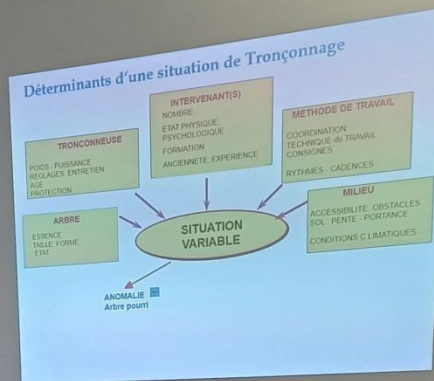 Déterminants d'une situation de Tronçonnage
INTERVENANT(S)
NOMBRE
ETAT PHYSIQUE,
PSYCHOLOGIQUE
FORMATION
ANCIENNETE, EXPERIENCE
TRONCONNEUSE
POIDS - PUISSANCE
REGLAGES, ENTRETIEN
AGE
PROTECTION
METHODE DE TRAVAIL
COORDINATION
TECHNIQUE de TRAVAIL
CONSIGNES
RYTHMES - CADENCES
ARBRE
ESSENCE
TAILLE, FORME
ETAT
MILIEU
ACCESSIBILITE, OBSTACLES
SOL : PENTE - PORTANCE
CONDITIONS C LIMATIQUES
SITUATION
VARIABLE
ANOMALIE
Arbre pourri